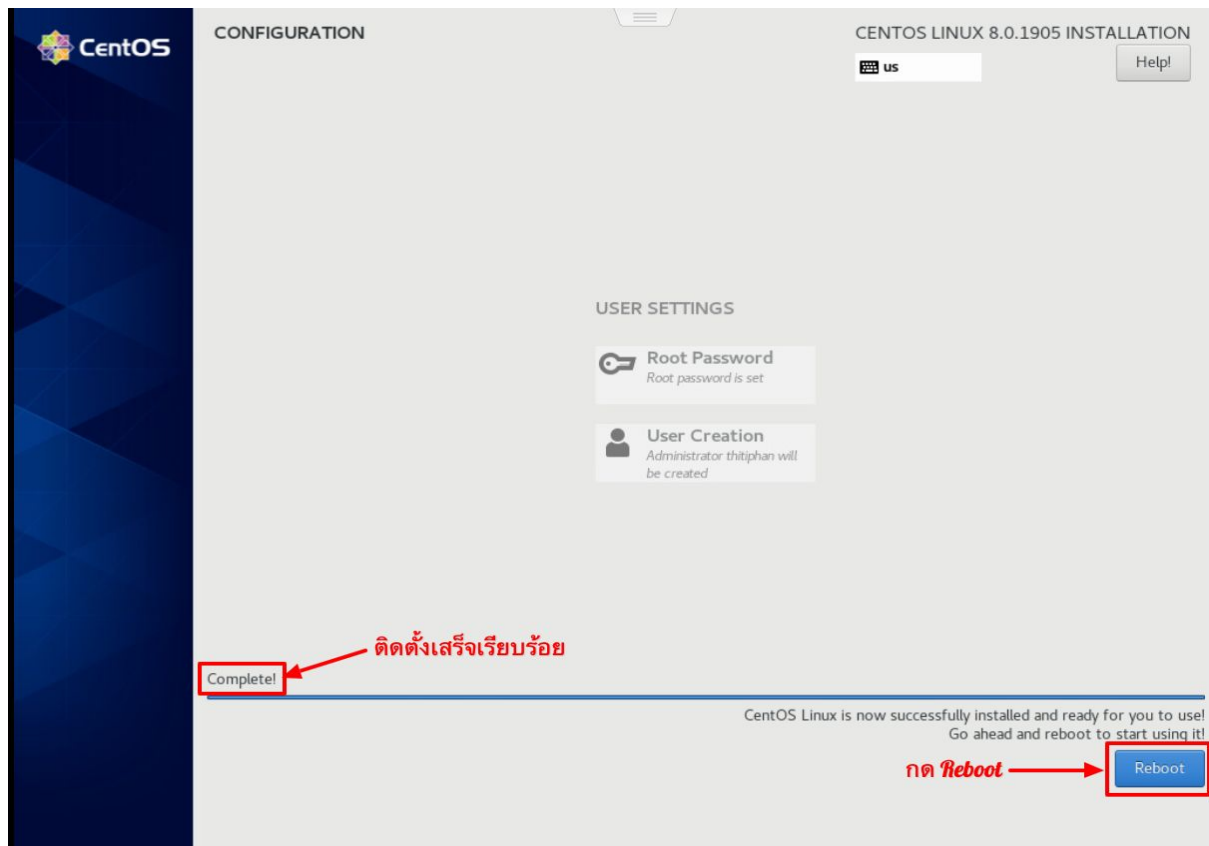 CentOS
CONFIGURATION
CENTOS LINUX 8.0.1905 INSTALLATION
us
Help!
USER SETTINGS
Root Password
Root password is set
User Creation
Administrator thitiphan will
be created
ติดตั้งเสร็จเรียบร้อย
Complete!
CentOS Linux is now successfully installed and ready for you to use!
Go ahead and reboot to start using it!
กด Reboot
Reboot